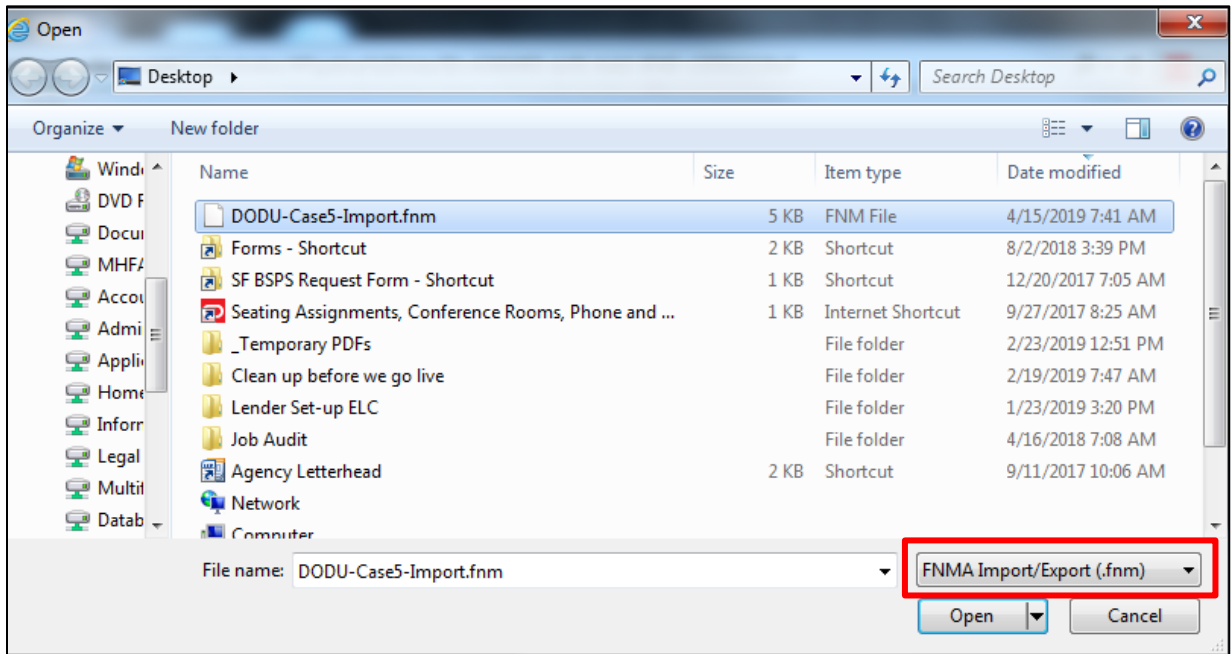 Open
x
Desktop
Search Desktop
Organize
New folder
Name Size Item type Date modified
DODU-Case5-Import.fnm 5 KB FNM File 4/15/2019 7:41 AM
DVD
Forms - Shortcut 2 KB Shortcut 8/2/2018 3:39 PM
SF BSPS Request Form - Shortcut 1 KB Shortcut 12/20/2017 7:05 AM
Seating Assignments, Conference Rooms, Phone and ... 1 KB Internet Shortcut 9/27/2017 8:25 AM
_Temporary PDFs File folder 2/23/2019 12:51 PM
Clean up before we go live File folder 2/19/2019 7:47 AM
Home
Lender Set-up ELC File folder 1/23/2019 3:20 PM
Job Audit File folder 4/16/2018 7:08 AM
Legal
Agency Letterhead 2 KB Shortcut 9/11/2017 10:06 AM
Network
Computer
File name: DODU-Case5-Import.fnm FNMA Import/Export (.fnm)
Open Cancel